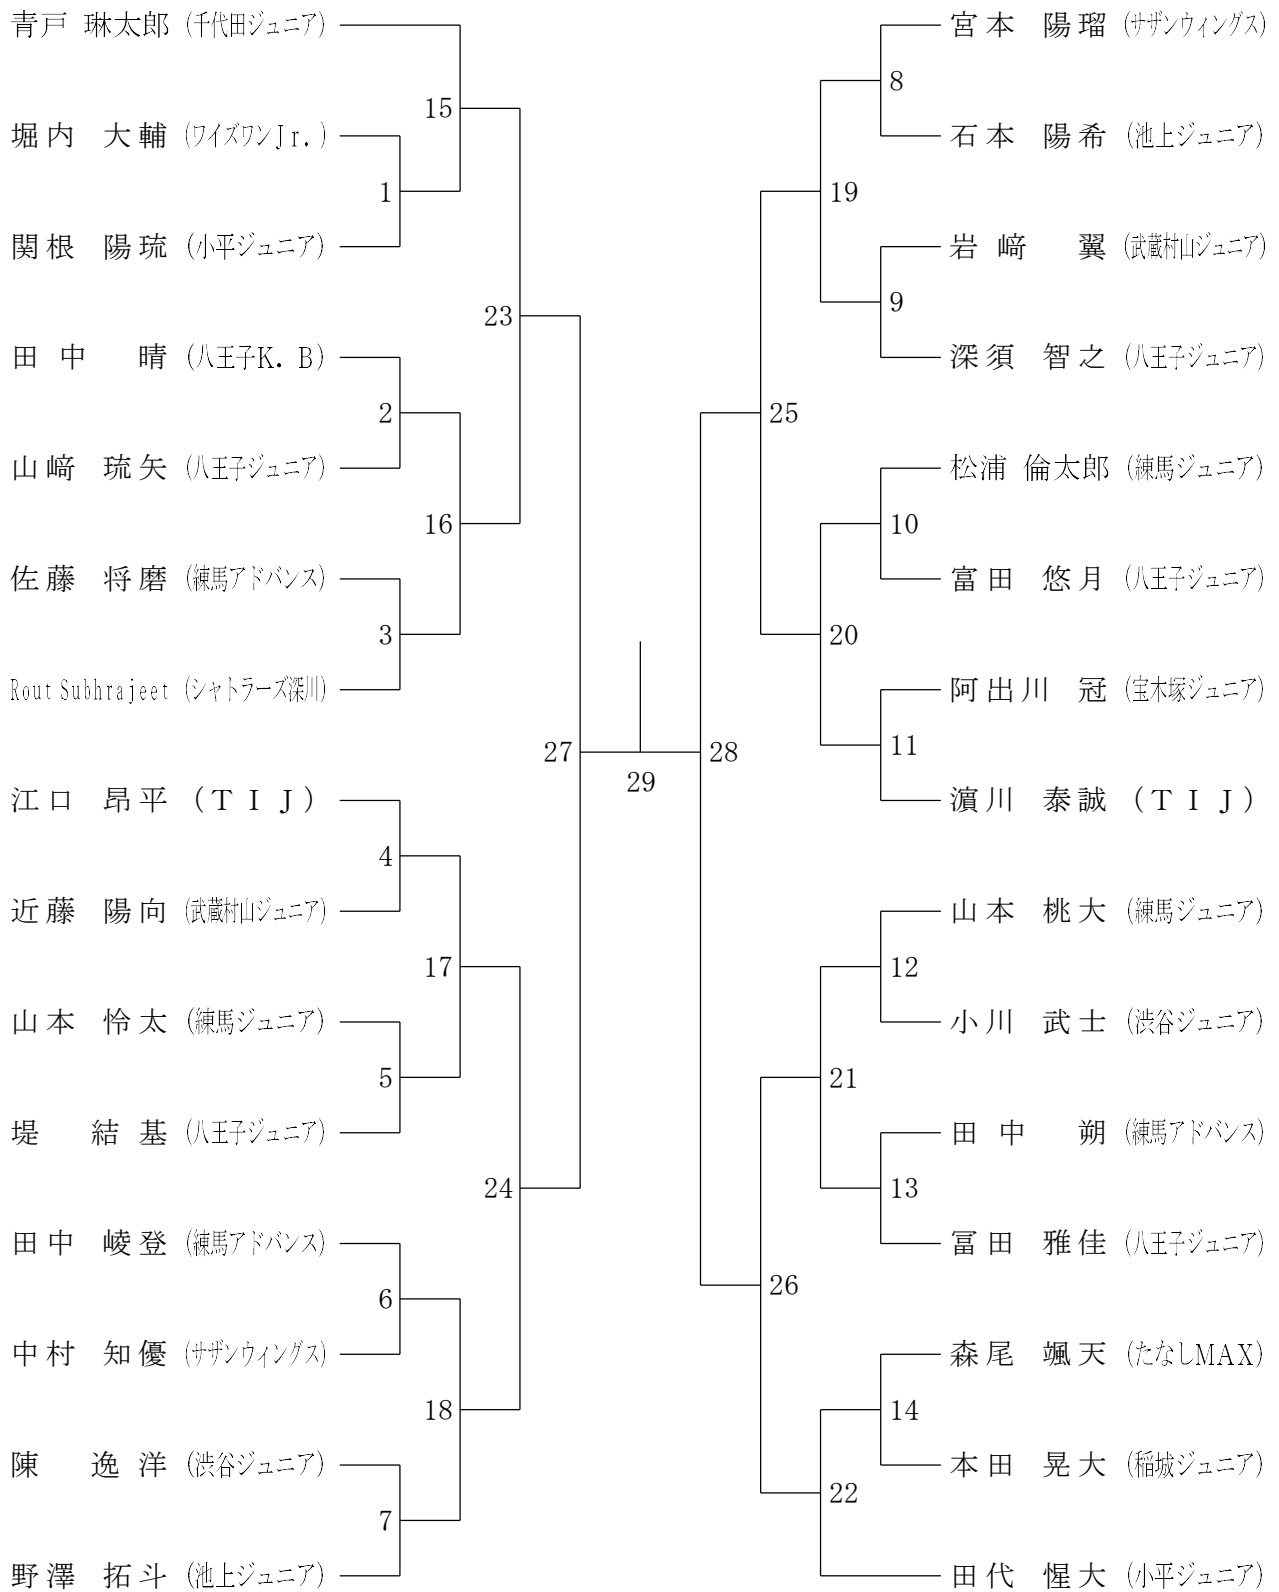 青戸 琳太郎 (千代田ジュニア)
15
堀内 大輔 (ワイズワンJr.)
1
関根 陽琉 (小平ジュニア)
23
田中 晴 (八王子K.B)
2
山﨑 琉矢 (八王子ジュニア)
16
佐藤 将磨 (練馬アドバンス)
3
Rout Subhrajeet (シャトラーズ深川)
27
江口 昂平 (TIJ)
4
近藤 陽向 (武蔵村山ジュニア)
17
山本 怜太 (練馬ジュニア)
5
堤 結基 (八王子ジュニア)
24
田中 崚登 (練馬アドバンス)
6
中村 知優 (サザンウィングス)
18
陳 逸洋 (渋谷ジュニア)
7
野澤 拓斗 (池上ジュニア)
29
宮本 陽瑠 (サザンウィングス)
8
石本 陽希 (池上ジュニア)
19
岩﨑 翼 (武蔵村山ジュニア)
9
深須 智之 (八王子ジュニア)
25
松浦 倫太郎 (練馬ジュニア)
10
富田 悠月 (八王子ジュニア)
20
阿出川 冠 (宝木塚ジュニア)
11
28
濵川 泰誠 (TIJ)
山本 桃大 (練馬ジュニア)
12
小川 武士 (渋谷ジュニア)
21
田中 朔 (練馬アドバンス)
13
冨田 雅佳 (八王子ジュニア)
26
森尾 颯天 (たなしMAX)
14
本田 晃大 (稲城ジュニア)
22
田代 惺大 (小平ジュニア)